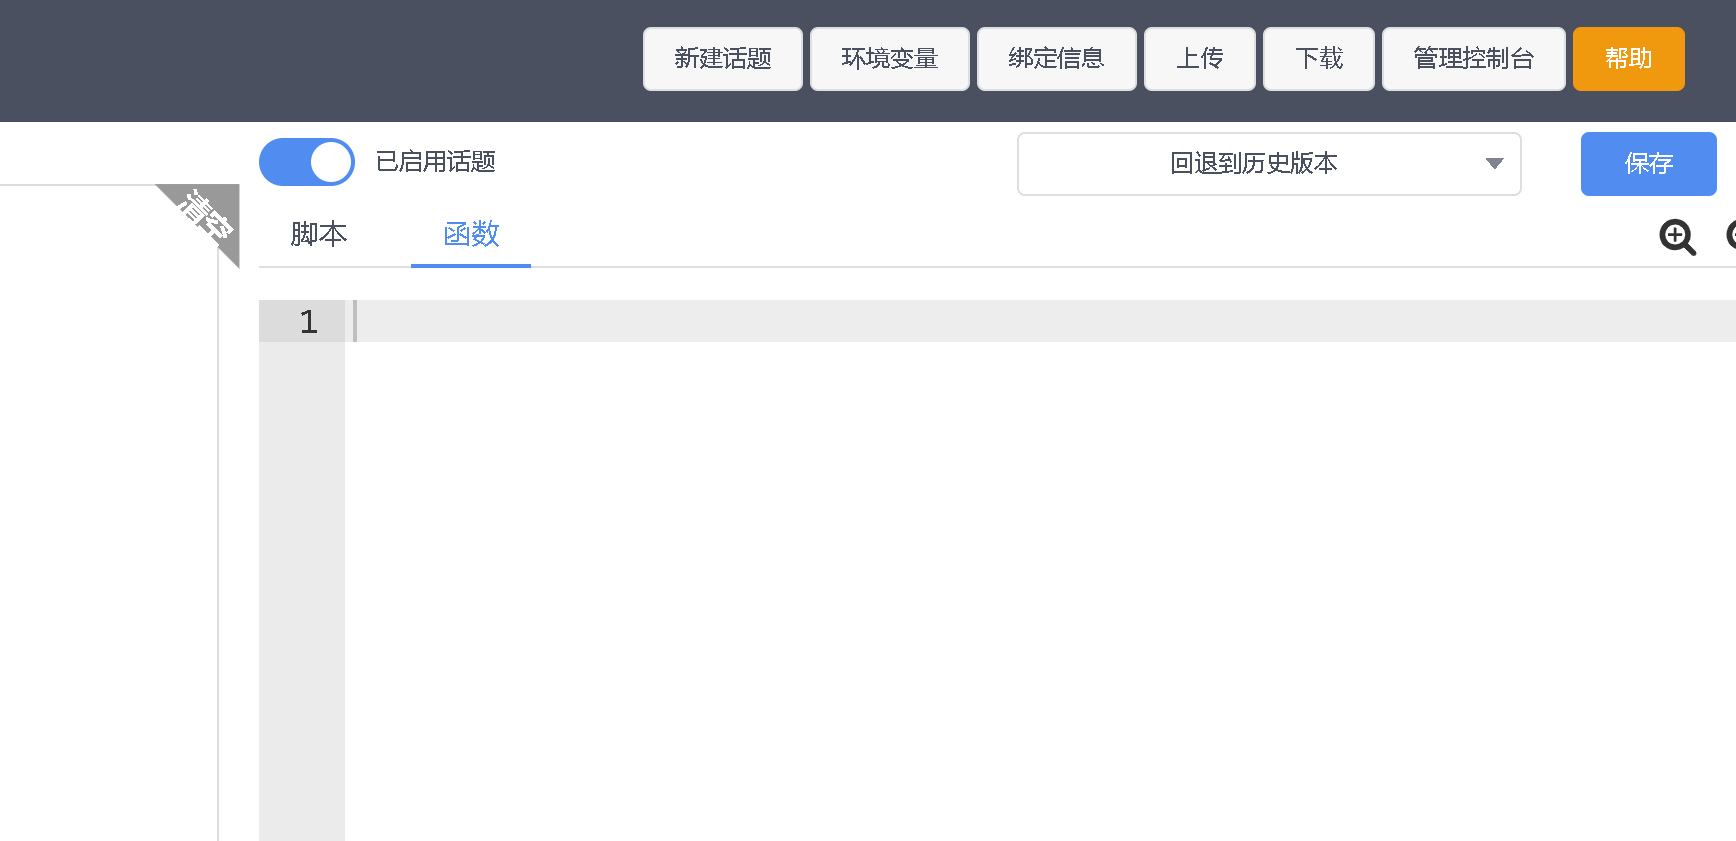 新建话题 环境变量 绑定信息 上传 下载 管理控制台 帮助
已启用话题 回退到历史版本 保存
清空
脚本 函数
1